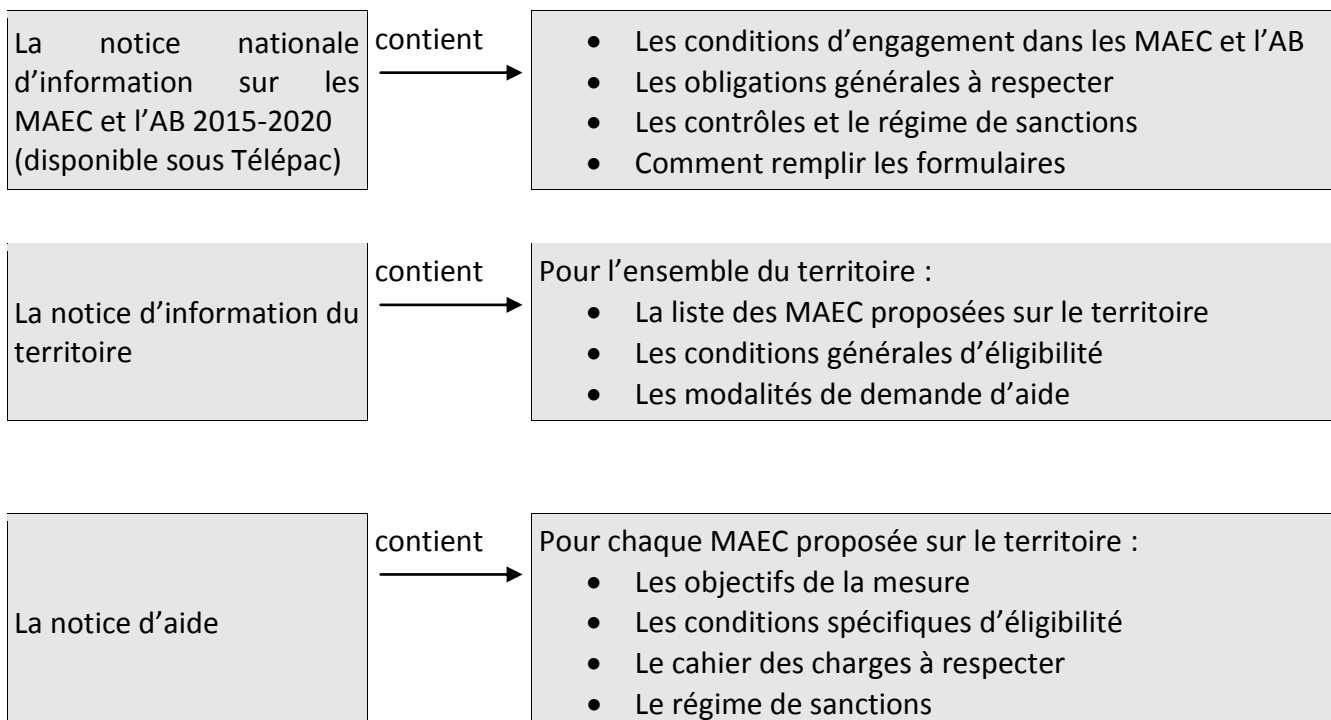 La notice nationale
d’information sur les
MAEC et l’AB 2015-2020
(disponible sous Télépac)
contient
• Les conditions d’engagement dans les MAEC et l’AB
• Les obligations générales à respecter
• Les contrôles et le régime de sanctions
• Comment remplir les formulaires
La notice d’information du
territoire
contient
Pour l’ensemble du territoire :
• La liste des MAEC proposées sur le territoire
• Les conditions générales d’éligibilité
• Les modalités de demande d’aide
La notice d’aide
contient
Pour chaque MAEC proposée sur le territoire :
• Les objectifs de la mesure
• Les conditions spécifiques d’éligibilité
• Le cahier des charges à respecter
• Le régime de sanctions